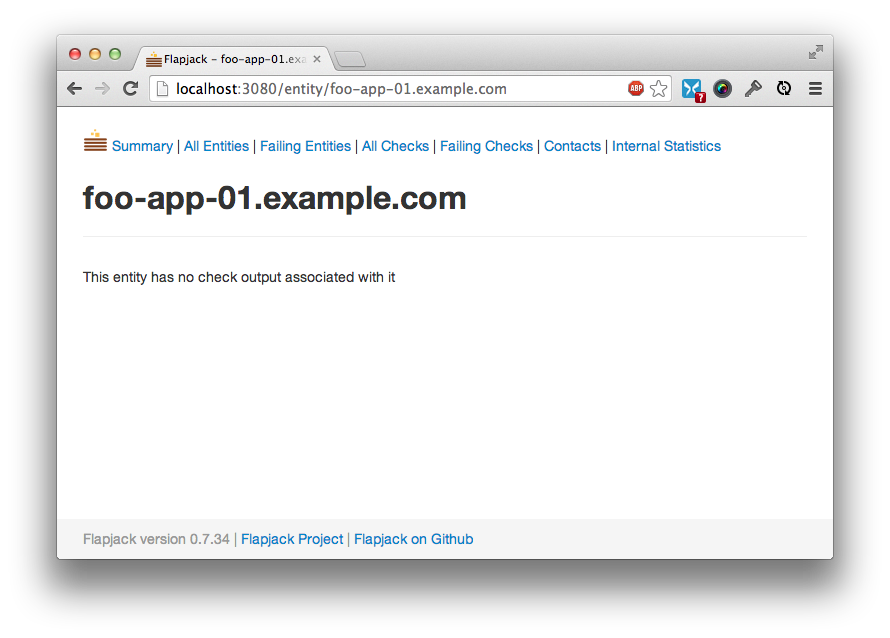 Flapjack – foo-app-01.exa
localhost:3080/entity/foo-app-01.example.com
ABP
?
Summary | All Entities | Failing Entities | All Checks | Failing Checks | Contacts | Internal Statistics
foo-app-01.example.com
This entity has no check output associated with it
Flapjack version 0.7.34 | Flapjack Project | Flapjack on Github